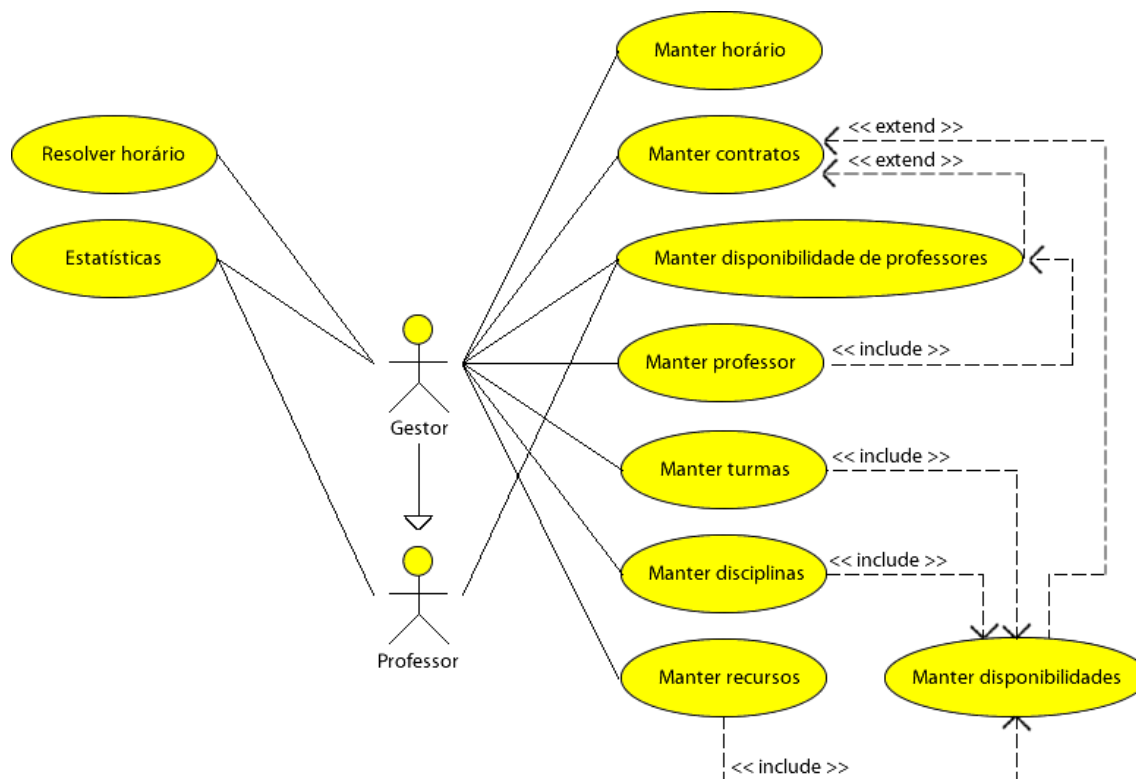 Manter horário
<< extend >>
Resolver horário
Manter contratos
<< extend >>
Estatísticas
Manter disponibilidade de professores
Manter professor
<< include >>
Gestor
Manter turmas
<< include >>
Manter disciplinas
<< include >>
Professor
Manter recursos
Manter disponibilidades
<< include >>